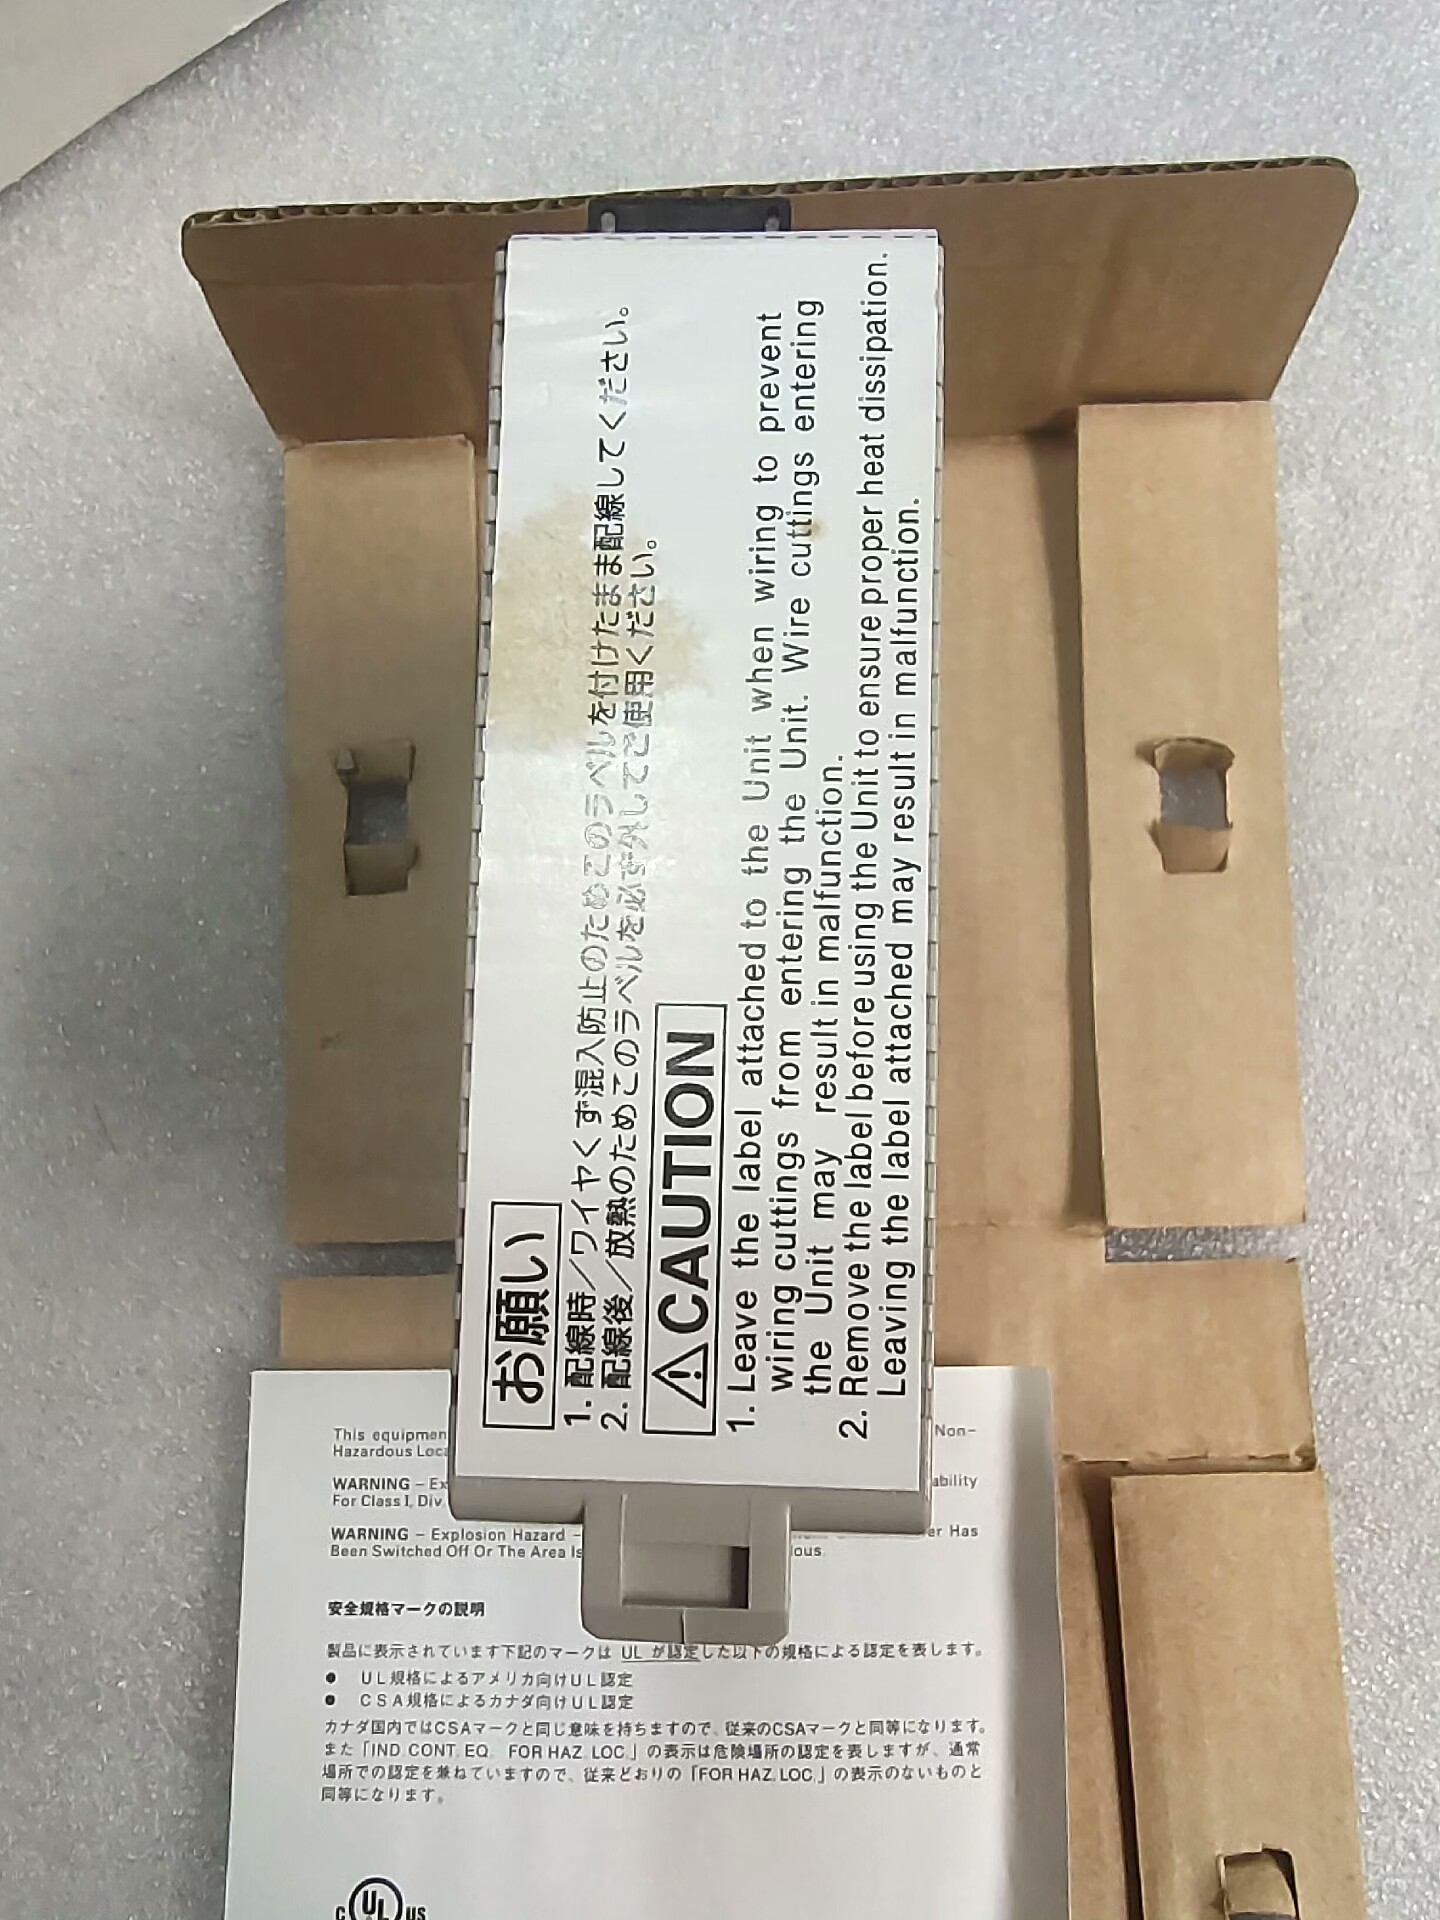 お願い
1. 配線時／ワイヤくず混入防止のためこのラベルを付けたまま配線してください。
2. 配線後／放熱のためこのラベルを必ず外してご使用ください。
⚠CAUTION
1. Leave the label attached to the Unit when wiring to prevent
wiring cuttings from entering the Unit. Wire cuttings entering
the Unit may result in malfunction.
2. Remove the label before using the Unit to ensure proper heat dissipation.
Leaving the label attached may result in malfunction.
This Non-
Hazardous
WARNING –
For Class I, Div.
WARNING – Explosion Hazard – Has
Been Switched Off Or The Area
安全規格マークの説明
製品に表示されています下記のマークは UL が認定した以下の規格による認定を表します。
● UL規格によるアメリカ向けUL認定
● CSA規格によるカナダ向けUL認定
カナダ国内ではCSAマークと同じ意味を持ちますので、従来のCSAマークと同等になります。
また「IND. CONT. EQ. FOR HAZ. LOC.」の表示は危険場所の認定を表しますが、通常
場所での認定を兼ねていますので、従来どおりの「FOR HAZ. LOC.」の表示のないものと
同等になります。
C UL US